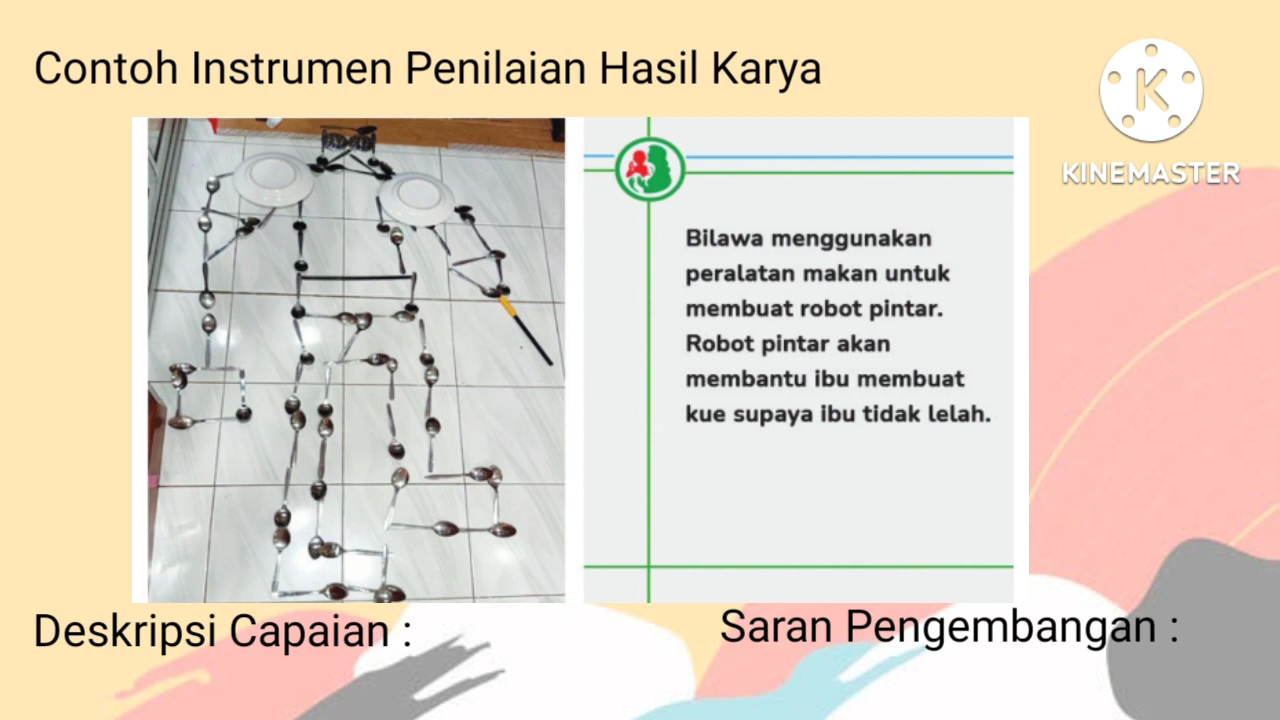 Contoh Instrumen Penilaian Hasil Karya
K
KINEMASTER
Bilawa menggunakan
peralatan makan untuk
membuat robot pintar.
Robot pintar akan
membantu ibu membuat
kue supaya ibu tidak lelah.
Deskripsi Capaian :
Saran Pengembangan :